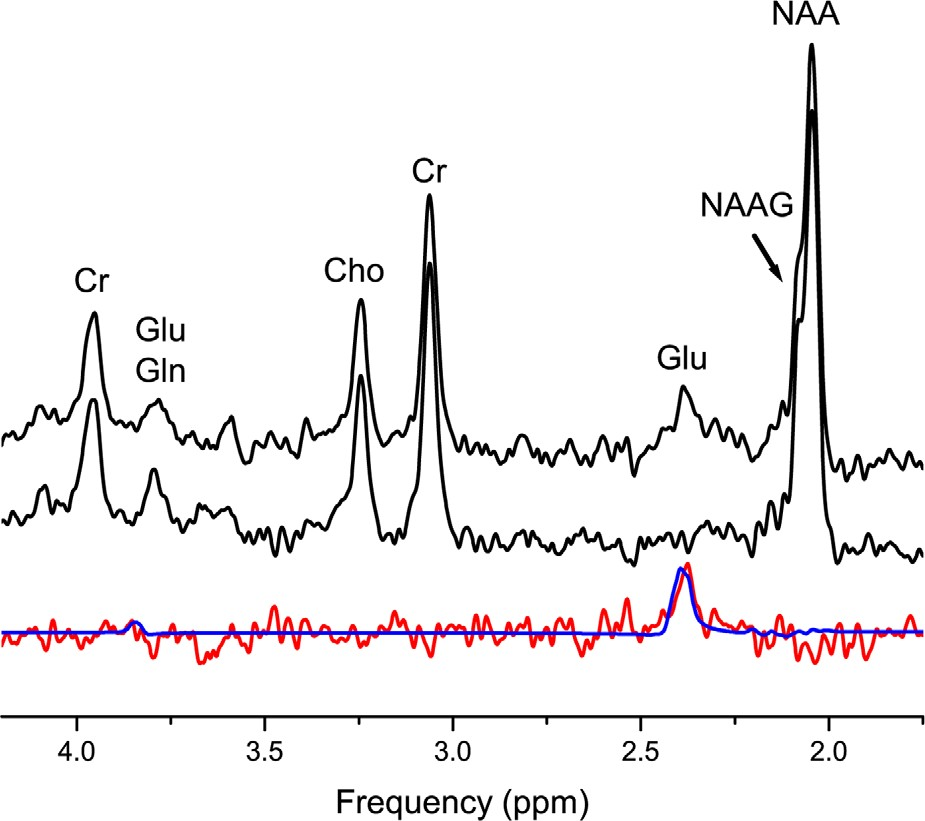 NAA
Cr
NAAG
Cho
Cr
Glu
Gln
Glu
4.0 3.5 3.0 2.5 2.0
Frequency (ppm)